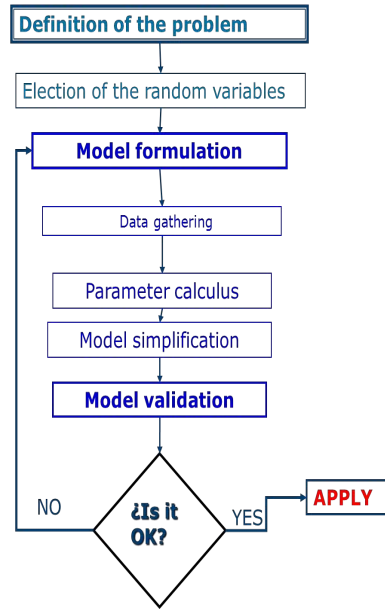 Definition of the problem
Election of the random variables
Model formulation
Data gathering
Parameter calculus
Model simplification
Model validation
¿Is it
OK?
NO
YES
APPLY